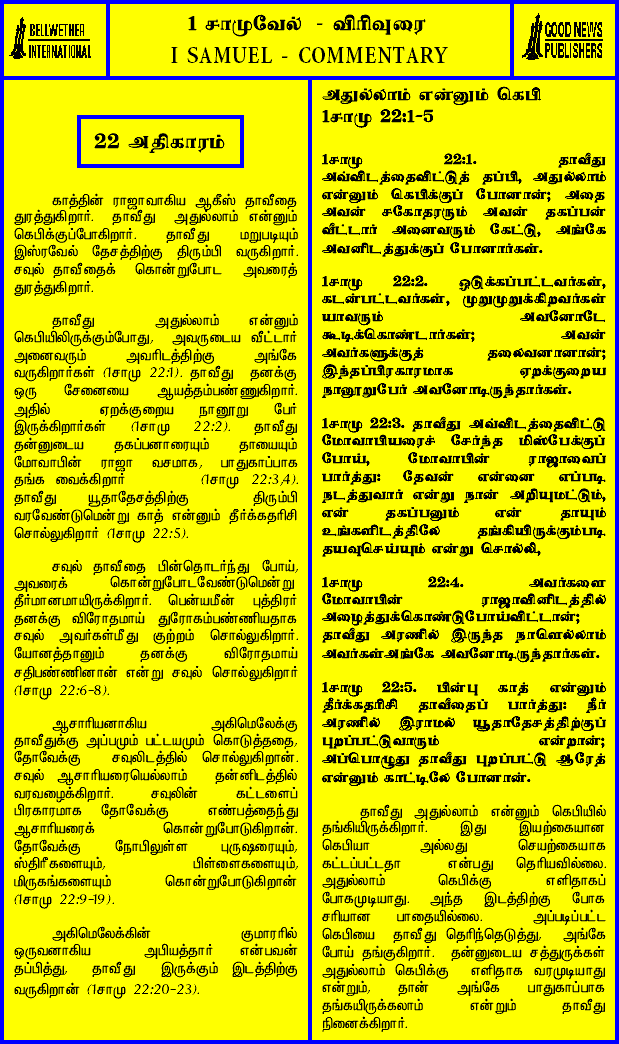 BELLWETHER
INTERNATIONAL
1 சாமுவேல் - விரிவுரை
I SAMUEL - COMMENTARY
GOOD NEWS
PUBLISHERS
22 அதிகாரம்
காத்தின் ராஜாவாகிய ஆகீஸ் தாவீதை
துரத்துகிறார். தாவீது அதுல்லாம் என்னும்
கெபிக்குப்போகிறார். தாவீது மறுபடியும்
இஸ்ரவேல் தேசத்திற்கு திரும்பி வருகிறார்.
சவுல் தாவீதைக் கொன்றுபோட அவரைத்
துரத்துகிறார்.
தாவீது அதுல்லாம் என்னும்
கெபியிலிருக்கும்போது, அவருடைய வீட்டார்
அனைவரும் அவரிடத்திற்கு அங்கே
வருகிறார்கள் (1சாமு 22:1). தாவீது தனக்கு
ஒரு சேனையை ஆயத்தம்பண்ணுகிறார்.
அதில் ஏறக்குறைய நானூறு பேர்
இருக்கிறார்கள் (1சாமு 22:2). தாவீது
தன்னுடைய தகப்பனாரையும் தாயையும்
மோவாபின் ராஜா வசமாக, பாதுகாப்பாக
தங்க வைக்கிறார் (1சாமு 22:3,4).
தாவீது யூதாதேசத்திற்கு திரும்பி
வரவேண்டுமென்று காத் என்னும் தீர்க்கதரிசி
சொல்லுகிறார் (1சாமு 22:5).
சவுல் தாவீதை பின்தொடர்ந்து போய்,
அவரைக் கொன்றுபோடவேண்டுமென்று
தீர்மானமாயிருக்கிறார். பென்யமீன் புத்திரர்
தனக்கு விரோதமாய் துரோகம்பண்ணியதாக
சவுல் அவர்கள்மீது குற்றம் சொல்லுகிறார்.
யோனத்தானும் தனக்கு விரோதமாய்
சதிபண்ணினான் என்று சவுல் சொல்லுகிறார்
(1சாமு 22:6-8).
ஆசாரியனாகிய அகிமெலேக்கு
தாவீதுக்கு அப்பமும் பட்டயமும் கொடுத்ததை,
தோவேக்கு சவுலிடத்தில் சொல்லுகிறான்.
சவுல் ஆசாரியரையெல்லாம் தன்னிடத்தில்
வரவழைக்கிறார். சவுலின் கட்டளைப்
பிரகாரமாக தோவேக்கு எண்பத்தைந்து
ஆசாரியரைக் கொன்றுபோடுகிறான்.
தோவேக்கு நோபிலுள்ள புருஷரையும்,
ஸ்திரீகளையும், பிள்ளைகளையும்,
மிருகங்களையும் கொன்றுபோடுகிறான்
(1சாமு 22:9-19).
அகிமெலேக்கின் குமாரரில்
ஒருவனாகிய அபியத்தார் என்பவன்
தப்பித்து, தாவீது இருக்கும் இடத்திற்கு
வருகிறான் (1சாமு 22:20-23).
அதுல்லாம் என்னும் கெபி
1சாமு 22:1-5
1சாமு 22:1. தாவீது
அவ்விடத்தைவிட்டுத் தப்பி, அதுல்லாம்
என்னும் கெபிக்குப் போனான்; அதை
அவன் சகோதரரும் அவன் தகப்பன்
வீட்டார் அனைவரும் கேட்டு, அங்கே
அவனிடத்துக்குப் போனார்கள்.
1சாமு 22:2. ஒடுக்கப்பட்டவர்கள்,
கடன்பட்டவர்கள், முறுமுறுக்கிறவர்கள்
யாவரும் அவனோடே
கூடிக்கொண்டார்கள்; அவன்
அவர்களுக்குத் தலைவனானான்;
இந்தப்பிரகாரமாக ஏறக்குறைய
நானூறுபேர் அவனோடிருந்தார்கள்.
1சாமு 22:3. தாவீது அவ்விடத்தைவிட்டு
மோவாபியரைச் சேர்ந்த மிஸ்பேக்குப்
போய், மோவாபின் ராஜாவைப்
பார்த்து: தேவன் என்னை எப்படி
நடத்துவார் என்று நான் அறியுமட்டும்,
என் தகப்பனும் என் தாயும்
உங்களிடத்திலே தங்கியிருக்கும்படி
தயவுசெய்யும் என்று சொல்லி,
1சாமு 22:4. அவர்களை
மோவாபின் ராஜாவினிடத்தில்
அழைத்துக்கொண்டுபோய்விட்டான்;
தாவீது அரணில் இருந்த நாளெல்லாம்
அவர்கள்அங்கே அவனோடிருந்தார்கள்.
1சாமு 22:5. பின்பு காத் என்னும்
தீர்க்கதரிசி தாவீதைப் பார்த்து: நீர்
அரணில் இராமல் யூதாதேசத்திற்குப்
புறப்பட்டுவாரும் என்றான்;
அப்பொழுது தாவீது புறப்பட்டு ஆரேத்
என்னும் காட்டிலே போனான்.
தாவீது அதுல்லாம் என்னும் கெபியில்
தங்கியிருக்கிறார். இது இயற்கையான
கெபியா அல்லது செயற்கையாக
கட்டப்பட்டதா என்பது தெரியவில்லை.
அதுல்லாம் கெபிக்கு எளிதாகப்
போகமுடியாது. அந்த இடத்திற்கு போக
சரியான பாதையில்லை. அப்படிப்பட்ட
கெபியை தாவீது தெரிந்தெடுத்து, அங்கே
போய் தங்குகிறார். தன்னுடைய சத்துருக்கள்
அதுல்லாம் கெபிக்கு எளிதாக வரமுடியாது
என்றும், தான் அங்கே பாதுகாப்பாக
தங்கயிருக்கலாம் என்றும் தாவீது
நினைக்கிறார்.